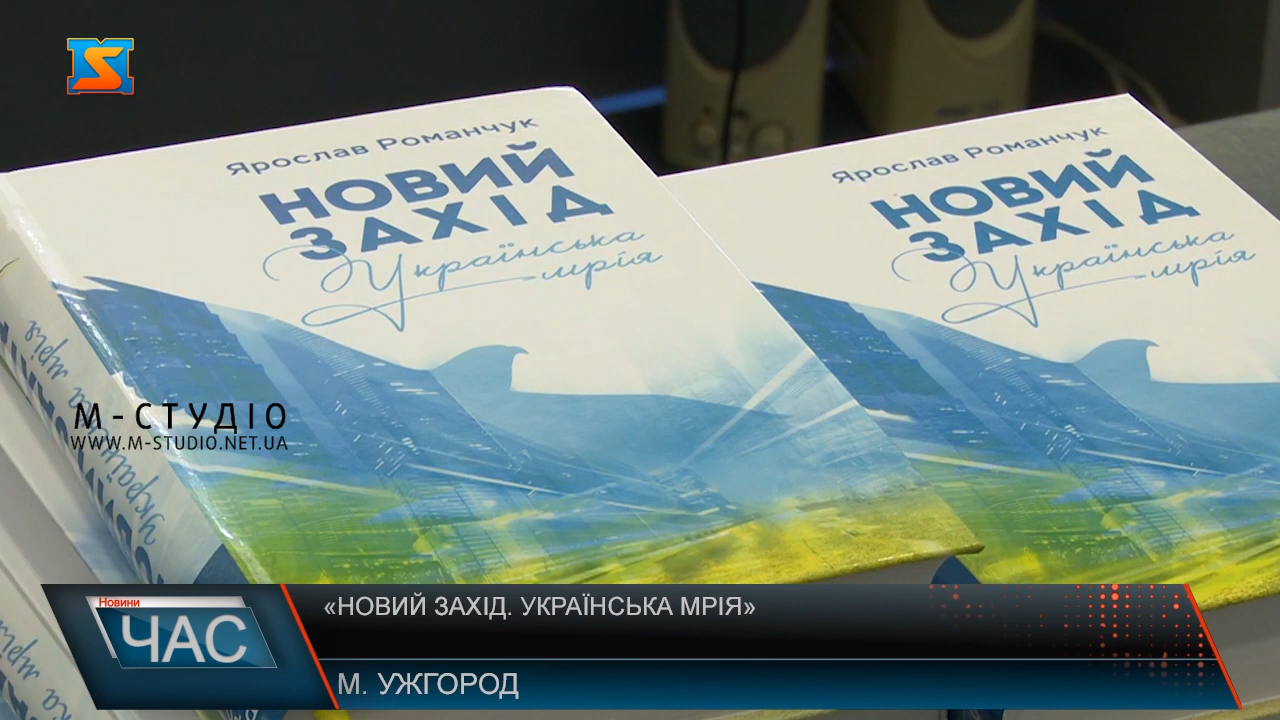 Ярослав Романчук
НОВИЙ
ЗАХІД
Українська
мрія
Ярослав Романчук
НОВИЙ
ЗАХІД
Українська
мрія
М-СТУДІО
WWW.M-STUDIO.NET.UA
Новини
ЧАС
«НОВИЙ ЗАХІД. УКРАЇНСЬКА МРІЯ»
М. УЖГОРОД